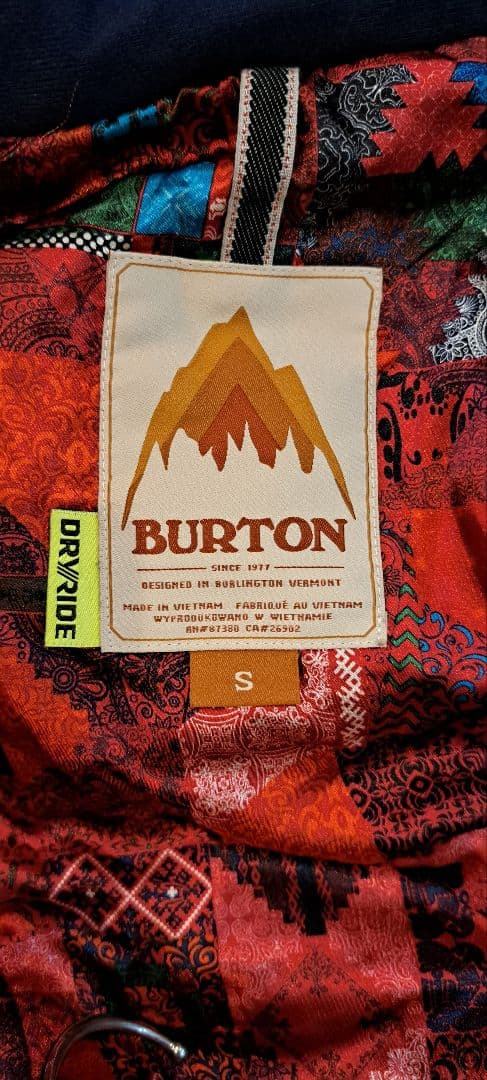 BURTON
SINCE 1977
DESIGNED IN BURLINGTON VERMONT
MADE IN VIETNAM FABRIQUÉ AU VIETNAM
WYPRODUKOWANO W WIETNAMIE
RN#87380 CA#26902
DRYRIDE
S